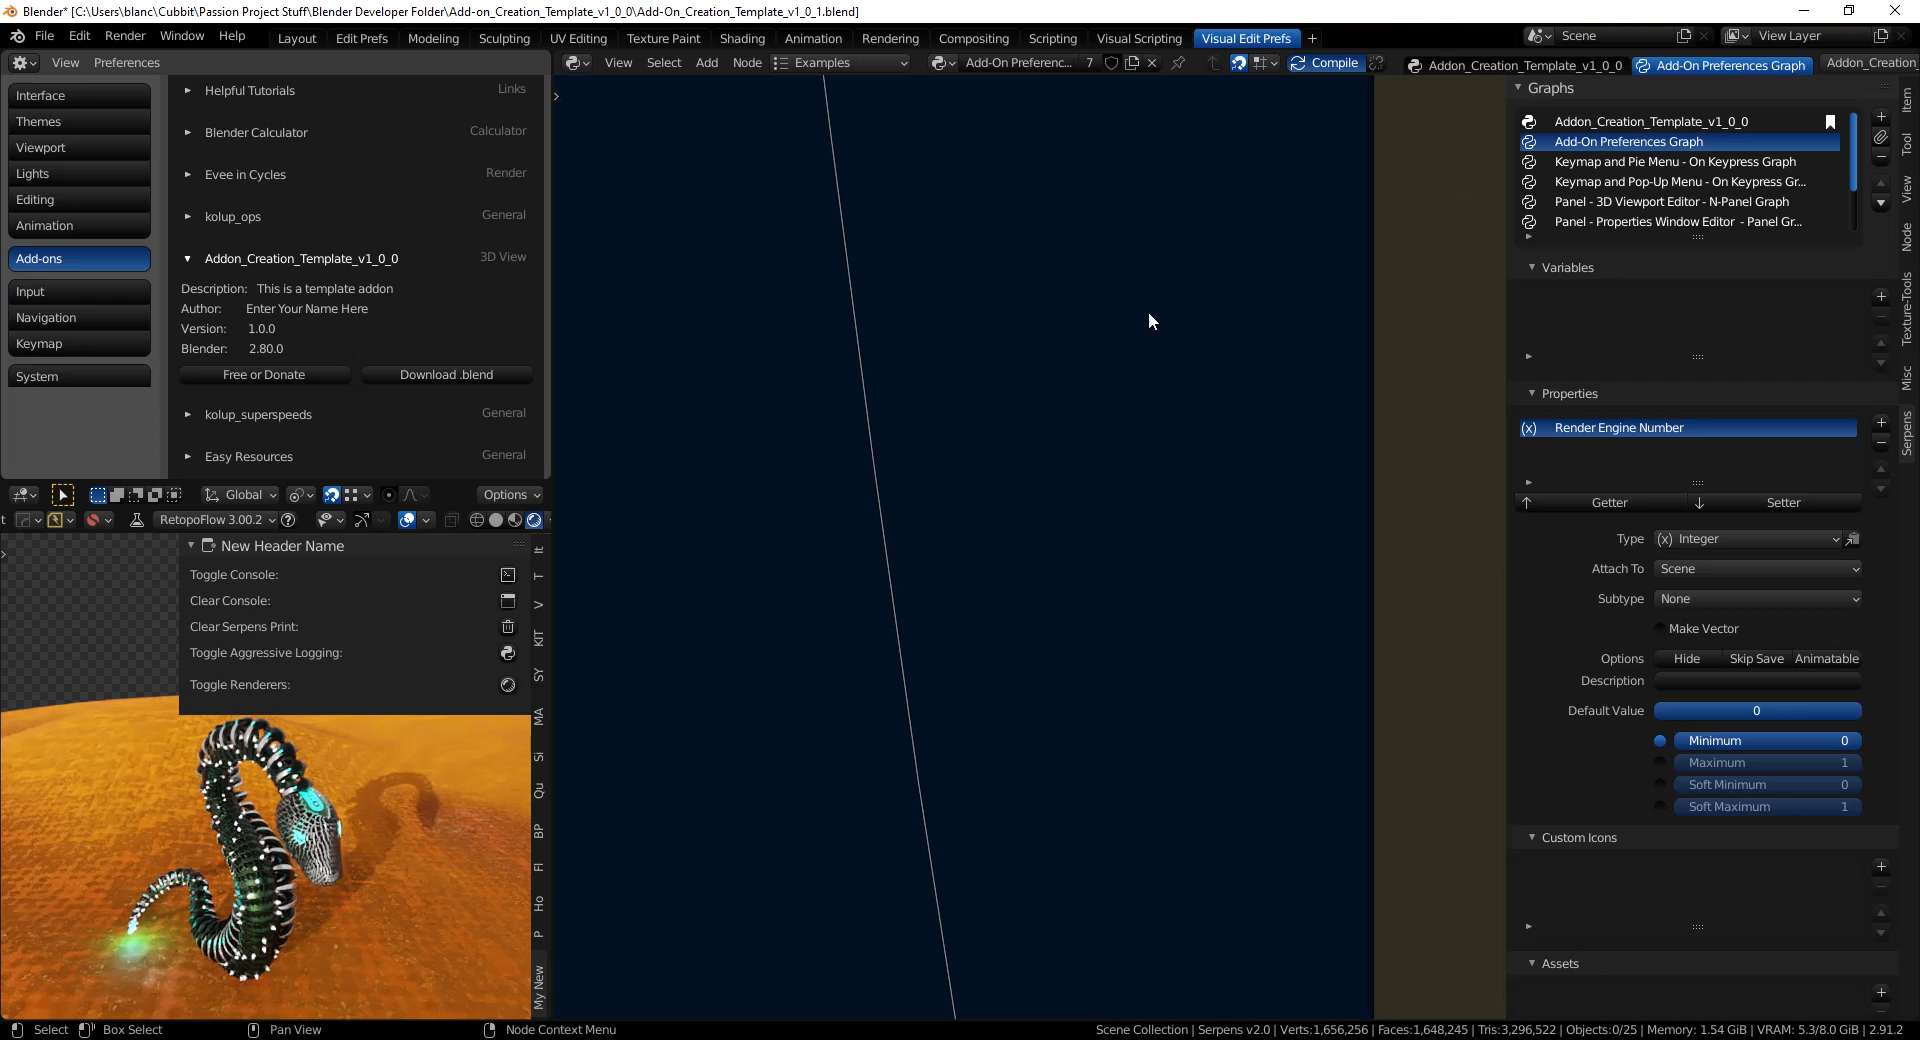 Blender* [C:\Users\blanc\Cubbit\Passion Project Stuff\Blender Developer Folder\Add-on_Creation_Template_v1_0_0\Add-On_Creation_Template_v1_0_1.blend]
File Edit Render Window Help Layout Edit Prefs Modeling Sculpting UV Editing Texture Paint Shading Animation Rendering Compositing Scripting Visual Scripting Visual Edit Prefs + Scene View Layer
View Preferences View Select Add Node Examples Add-On Preferenc... 7 Compile Addon_Creation_Template_v1_0_0 Add-On Preferences Graph Addon_Creation
Interface
Themes
Viewport
Lights
Editing
Animation
Add-ons
Input
Navigation
Keymap
System
Helpful Tutorials Links
Blender Calculator Calculator
Evee in Cycles Render
kolup_ops General
Addon_Creation_Template_v1_0_0 3D View
Description: This is a template addon
Author: Enter Your Name Here
Version: 1.0.0
Blender: 2.80.0
Free or Donate Download .blend
kolup_superspeeds General
Easy Resources General
Global Options
t RetopoFlow 3.00.2
New Header Name
Toggle Console:
Clear Console:
Clear Serpens Print:
Toggle Aggressive Logging:
Toggle Renderers:
It
T
V
KIT
SY
MA
Si
Qu
BP
Fl
Ho
P
My New
Graphs
Addon_Creation_Template_v1_0_0
Add-On Preferences Graph
Keymap and Pie Menu - On Keypress Graph
Keymap and Pop-Up Menu - On Keypress Gr...
Panel - 3D Viewport Editor - N-Panel Graph
Panel - Properties Window Editor - Panel Gr...
Variables
Properties
(x) Render Engine Number
Getter Setter
Type (x) Integer
Attach To Scene
Subtype None
Make Vector
Options Hide Skip Save Animatable
Description
Default Value 0
Minimum 0
Maximum 1
Soft Minimum 0
Soft Maximum 1
Custom Icons
Assets
Item
Tool
View
Node
Texture-Tools
Misc
Serpens
Select Box Select Pan View Node Context Menu Scene Collection | Serpens v2.0 | Verts:1,656,256 | Faces:1,648,245 | Tris:3,296,522 | Objects:0/25 | Memory: 1.54 GiB | VRAM: 5.3/8.0 GiB | 2.91.2